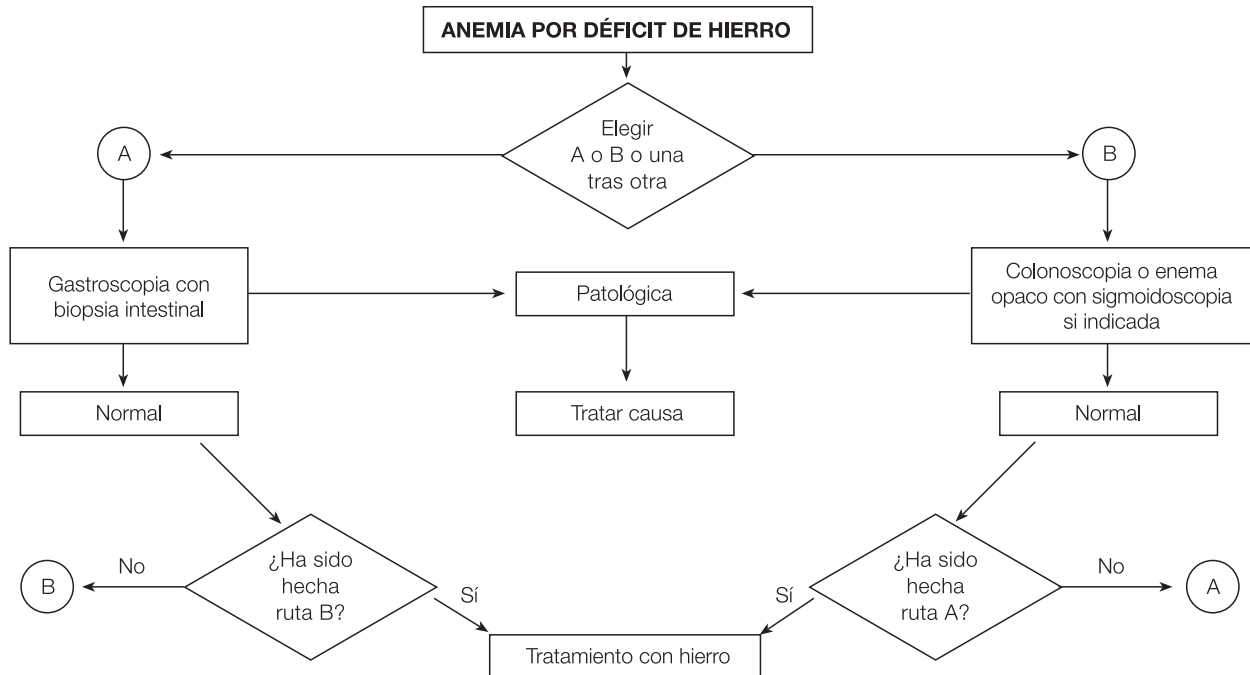 ANEMIA POR DÉFICIT DE HIERRO
Elegir
A o B o una
tras otra
A
B
Gastroscopia con
biopsia intestinal
Patológica
Colonoscopia o enema
opaco con sigmoidoscopia
si indicada
Normal
Tratar causa
Normal
¿Ha sido
hecha
ruta B?
No
B
Sí
¿Ha sido
hecha
ruta A?
No
A
Sí
Tratamiento con hierro